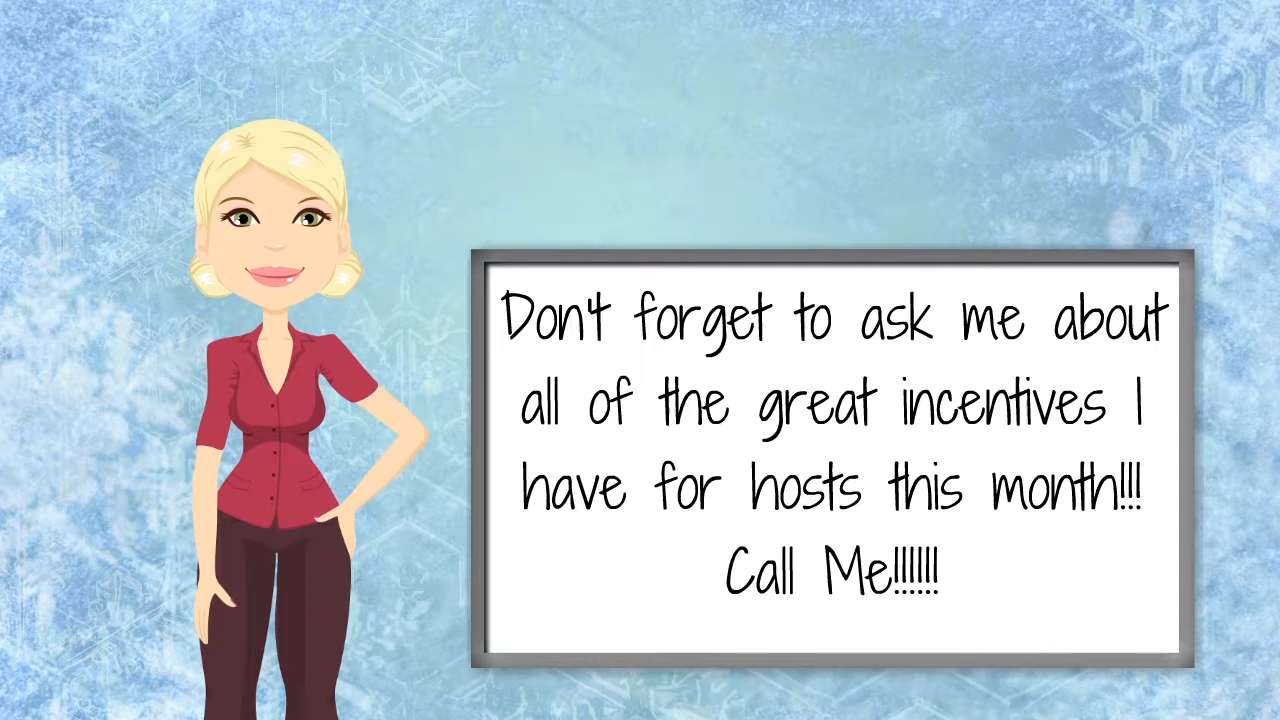 Don't forget to ask me about
all of the great incentives I
have for hosts this month!!!
Call Me!!!!!!